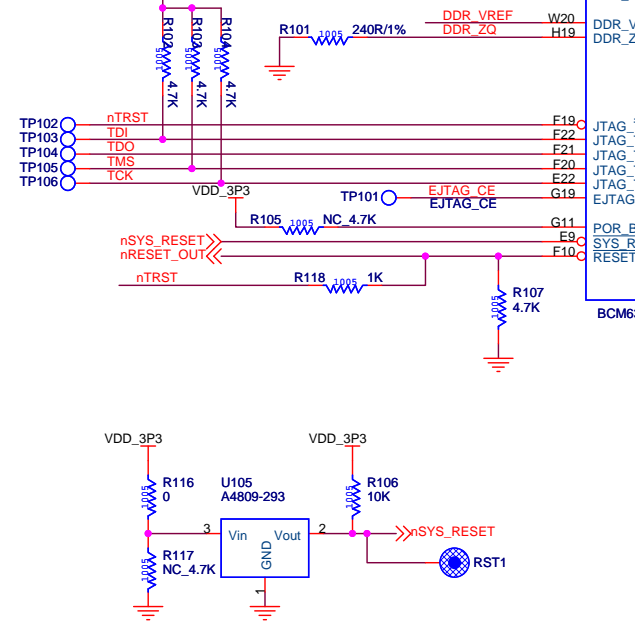 DDR_VREF
W20
DDR_V
R101
240R/1%
DDR_ZQ
H19
DDR_Z
R102
R103
R104
1005
1005
1005
1005
4.7K
4.7K
4.7K
TP102
nTRST
F19
TP103
TDI
F22
JTAG_
TP104
TDO
F21
JTAG_
TP105
TMS
F20
JTAG_
TP106
TCK
E22
JTAG_
VDD_3P3
TP101
EJTAG_CE
EJTAG_CE
G19
EJTAG
R105
1005
NC_4.7K
G11
POR_B
nSYS_RESET
E9
SYS_R
nRESET_OUT
F10
RESET
nTRST
R118
1005
1K
1005
R107
4.7K
BCM63
VDD_3P3
VDD_3P3
1005
R116
0
U105
A4809-293
1005
R106
10K
3
Vin
Vout
2
nSYS_RESET
1005
R117
NC_4.7K
GND
1
RST1